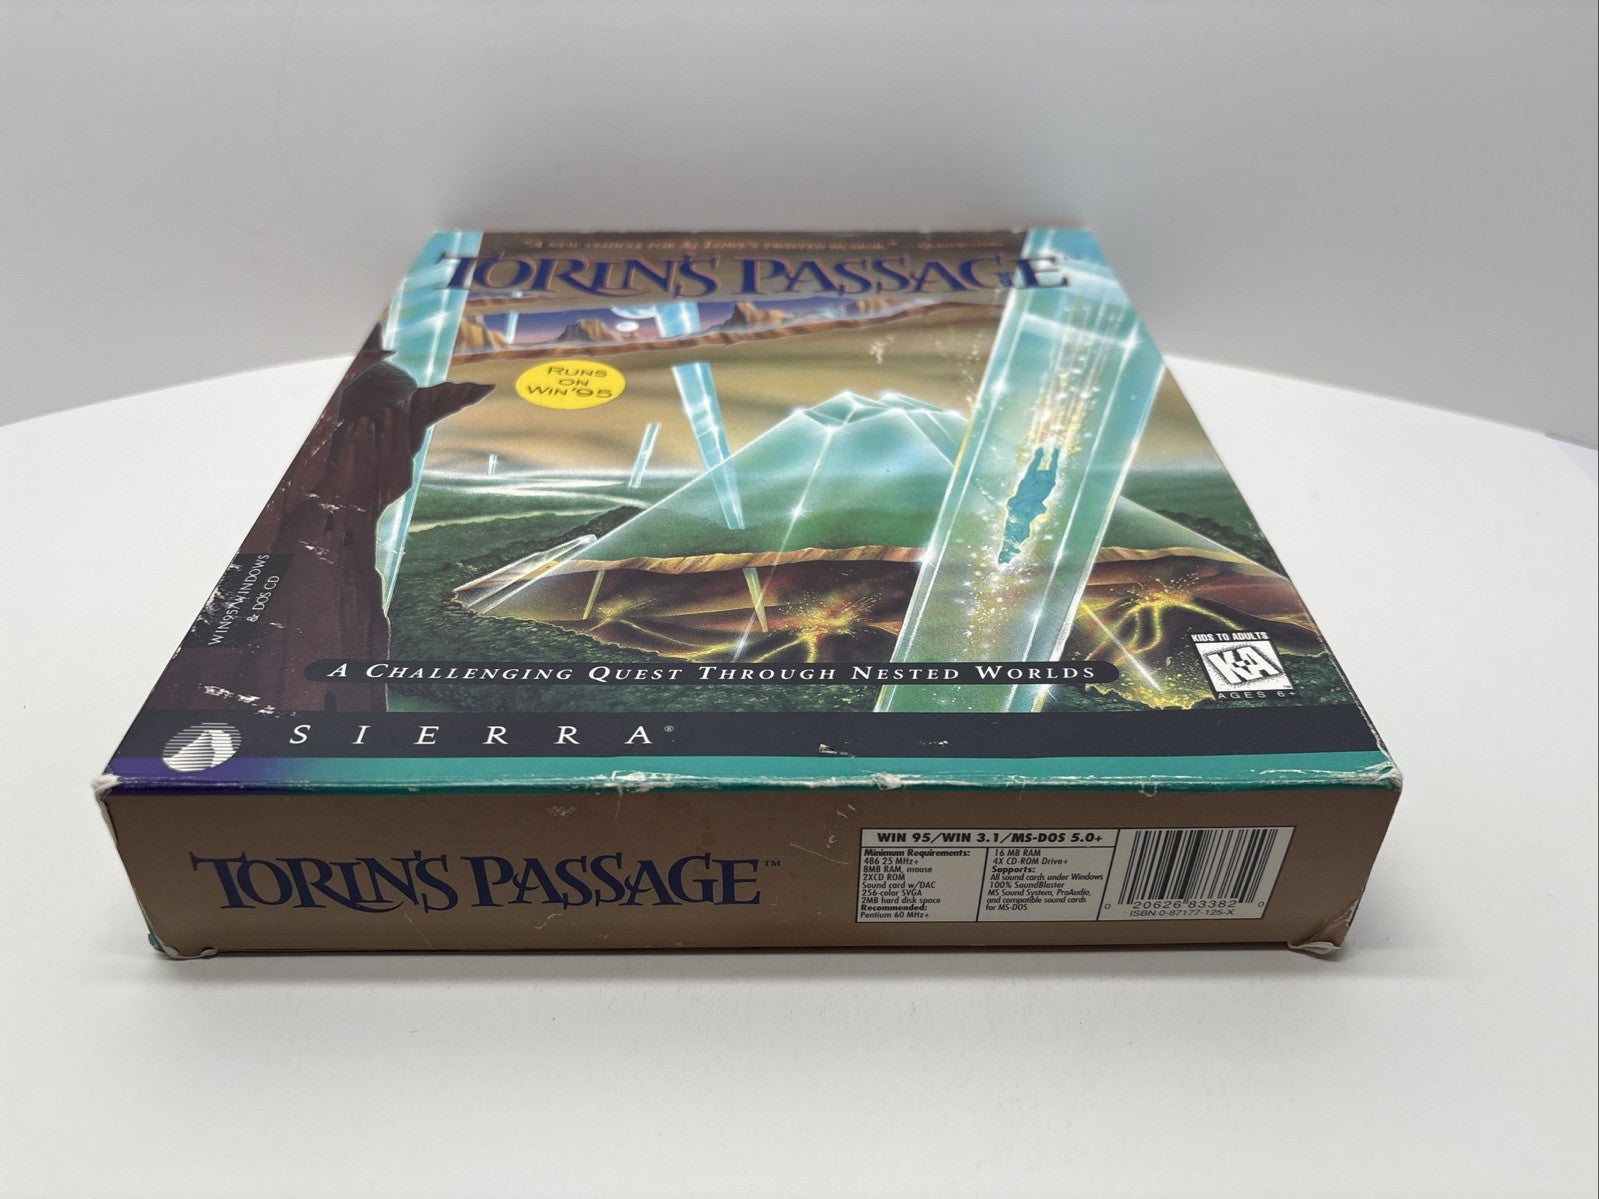 TORIN'S PASSAGE
RUNS
ON
WIN '95
WIN95/WINDOWS
& DOS CD
A CHALLENGING QUEST THROUGH NESTED WORLDS
KIDS TO ADULTS
K-A
AGES 6+
SIERRA®
TORIN'S PASSAGE™
WIN 95/WIN 3.1/MS-DOS 5.0+
Minimum Requirements:
486 25 MHz+
8MB RAM, mouse
2XCD ROM
Sound card w/DAC
256-color SVGA
2MB hard disk space
Recommended:
Pentium 60 MHz+
16 MB RAM
4X CD-ROM Drive+
Supports:
All sound cards under Windows
100% SoundBlaster
MS Sound System, ProAudio,
and compatible sound cards
for MS-DOS
0 20626 83382 0
ISBN 0-87177-125-X